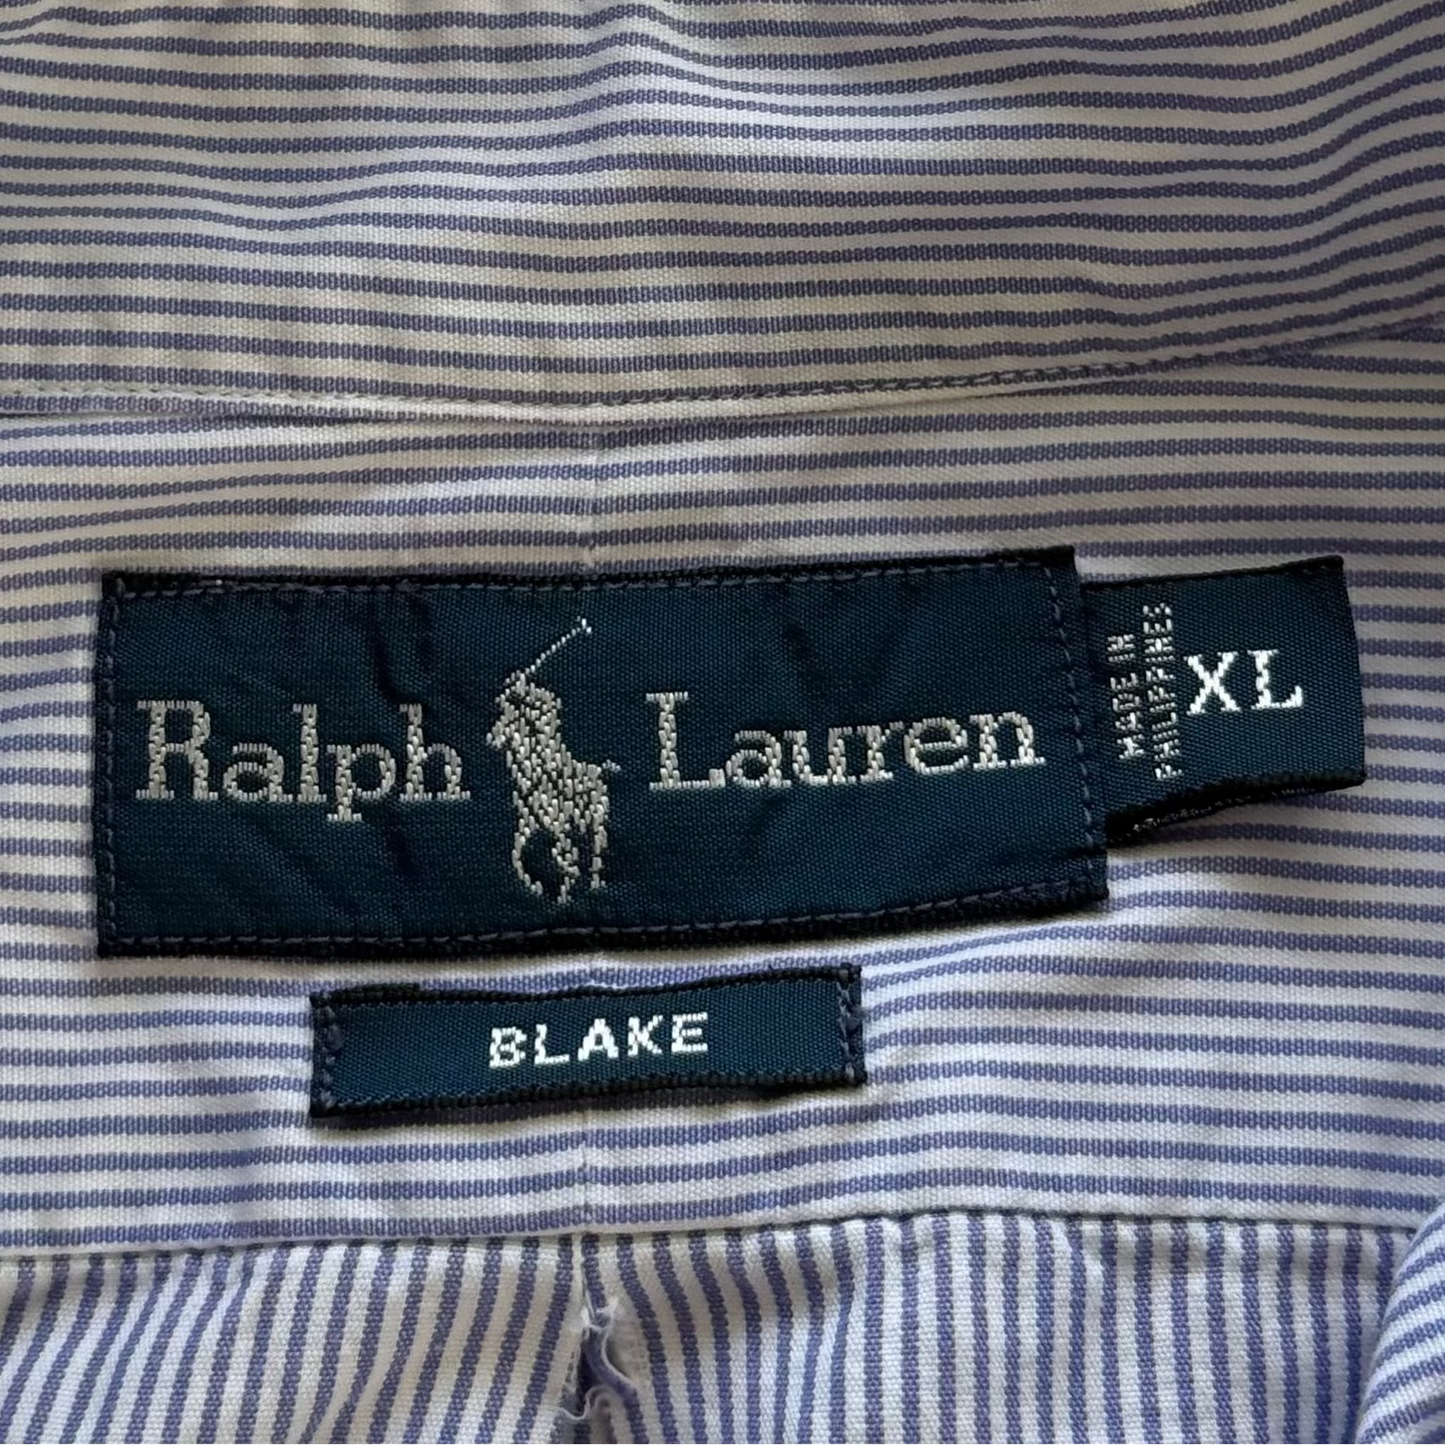 Ralph Lauren
MADE IN
PHILIPPINES
XL
BLAKE